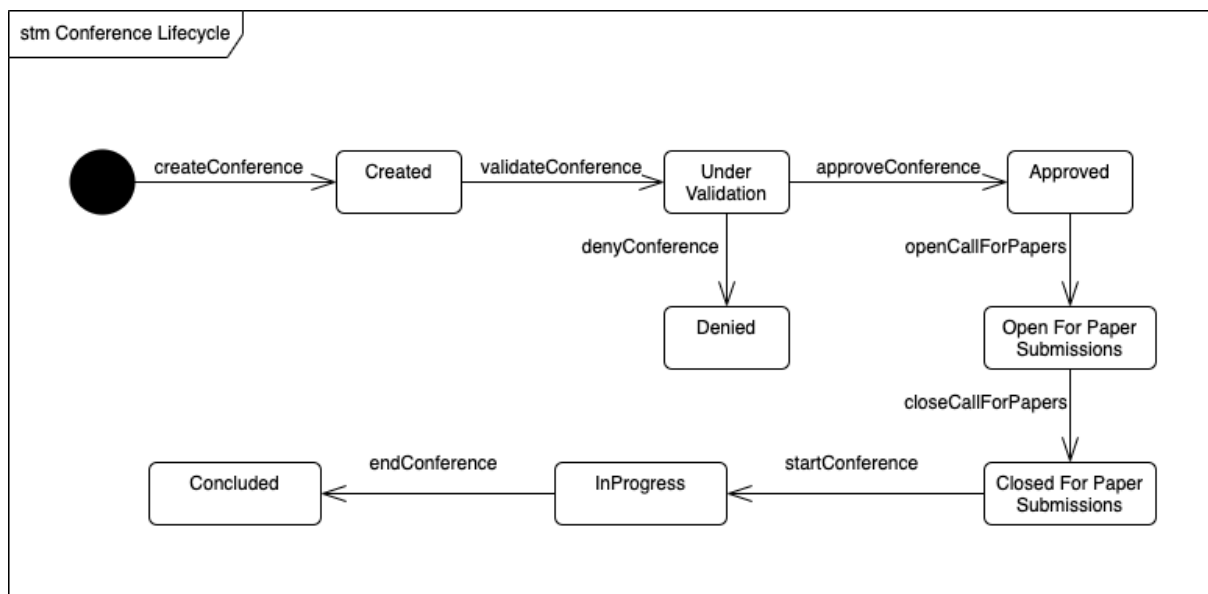 stm Conference Lifecycle
createConference
Created
validateConference
Under
Validation
approveConference
Approved
denyConference
openCallForPapers
Denied
Open For Paper
Submissions
closeCallForPapers
Concluded
endConference
InProgress
startConference
Closed For Paper
Submissions